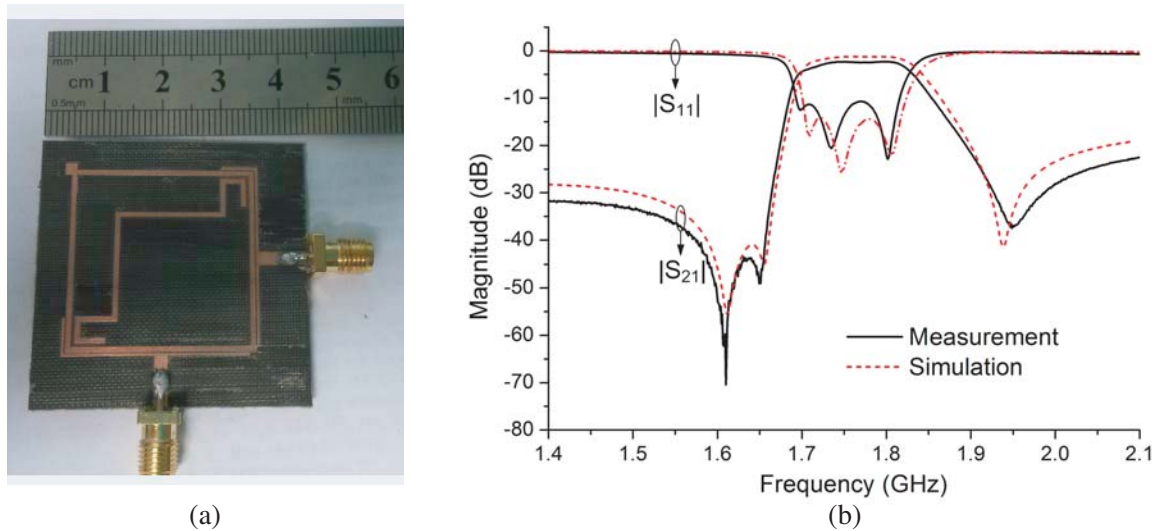 mm
cm 1 2 3 4 5 6
0.5mm mm
(a)
0
-10
-20
-30
-40
-50
-60
-70
-80
Magnitude (dB)
|S11|
|S21|
Measurement
Simulation
1.4 1.5 1.6 1.7 1.8 1.9 2.0 2.1
Frequency (GHz)
(b)